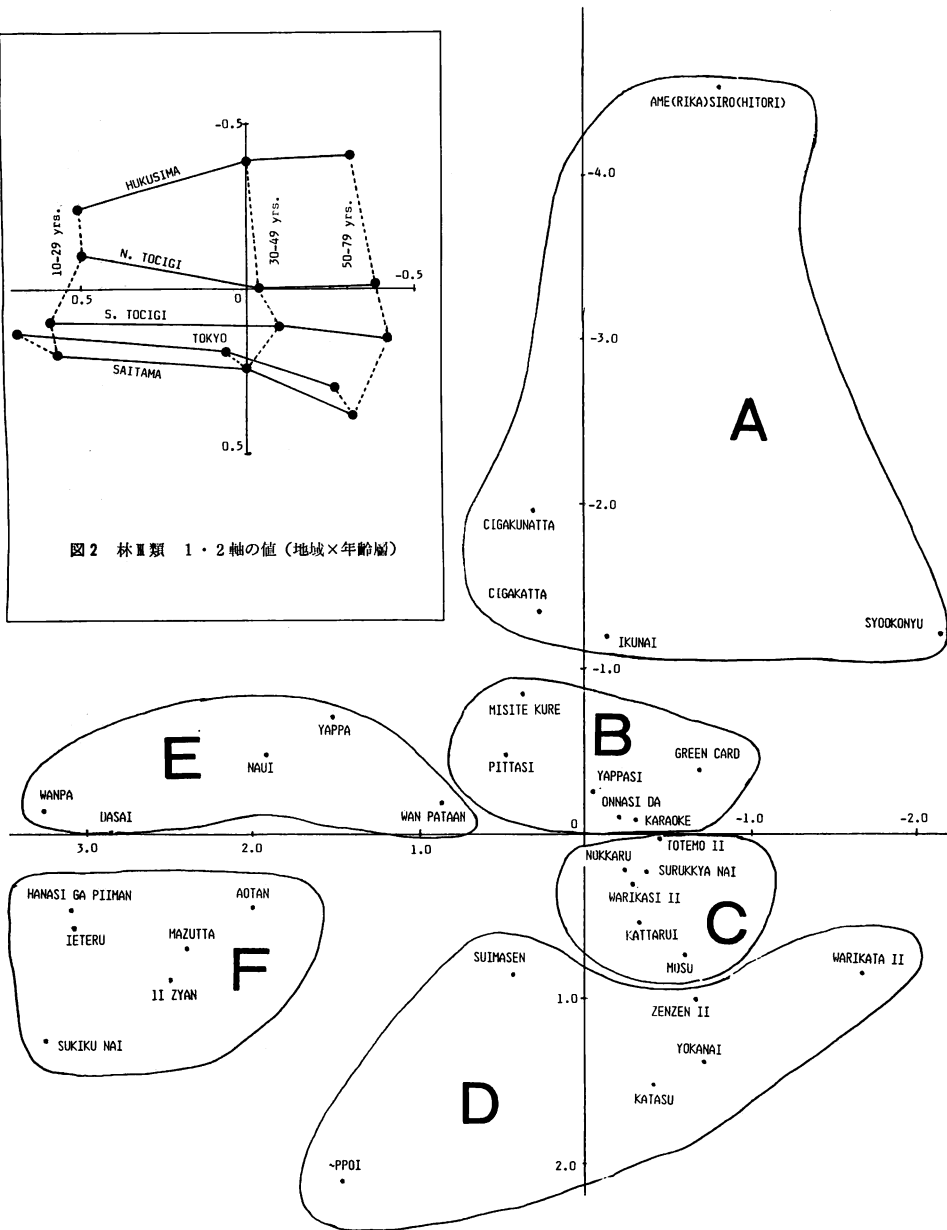 -0.5
HUKUSIMA
10-29 yrs.
30-49 yrs.
50-79 yrs.
N. TOCIGI
-0.5
0.5
0
S. TOCIGI
TOKYO
SAITAMA
0.5
図2 林Ⅲ類 1・2軸の値(地域×年齢層)
AME(RIKA)SIRO(HITORI)
-4.0
-3.0
A
-2.0
CIGAKUNATTA
CIGAKATTA
SYOOKONYU
IKUNAI
-1.0
MISITE KURE
B
YAPPA
E
GREEN CARD
NAUI
PITTASI
YAPPASI
WANPA
ONNASI DA
DASAI
WAN PATAAN
0
KARAOKE
3.0
2.0
1.0
-1.0
-2.0
TOTEMO II
NOKKARU
SURUKKYA NAI
HANASI GA PIIMAN
AOTAN
WARIKASI II
IETERU
MAZUTTA
KATTARUI
C
F
SUIMASEN
MOSU
WARIKATA II
II ZYAN
1.0
ZENZEN II
SUKIKU NAI
YOKANAI
D
KATASU
~PPOI
2.0